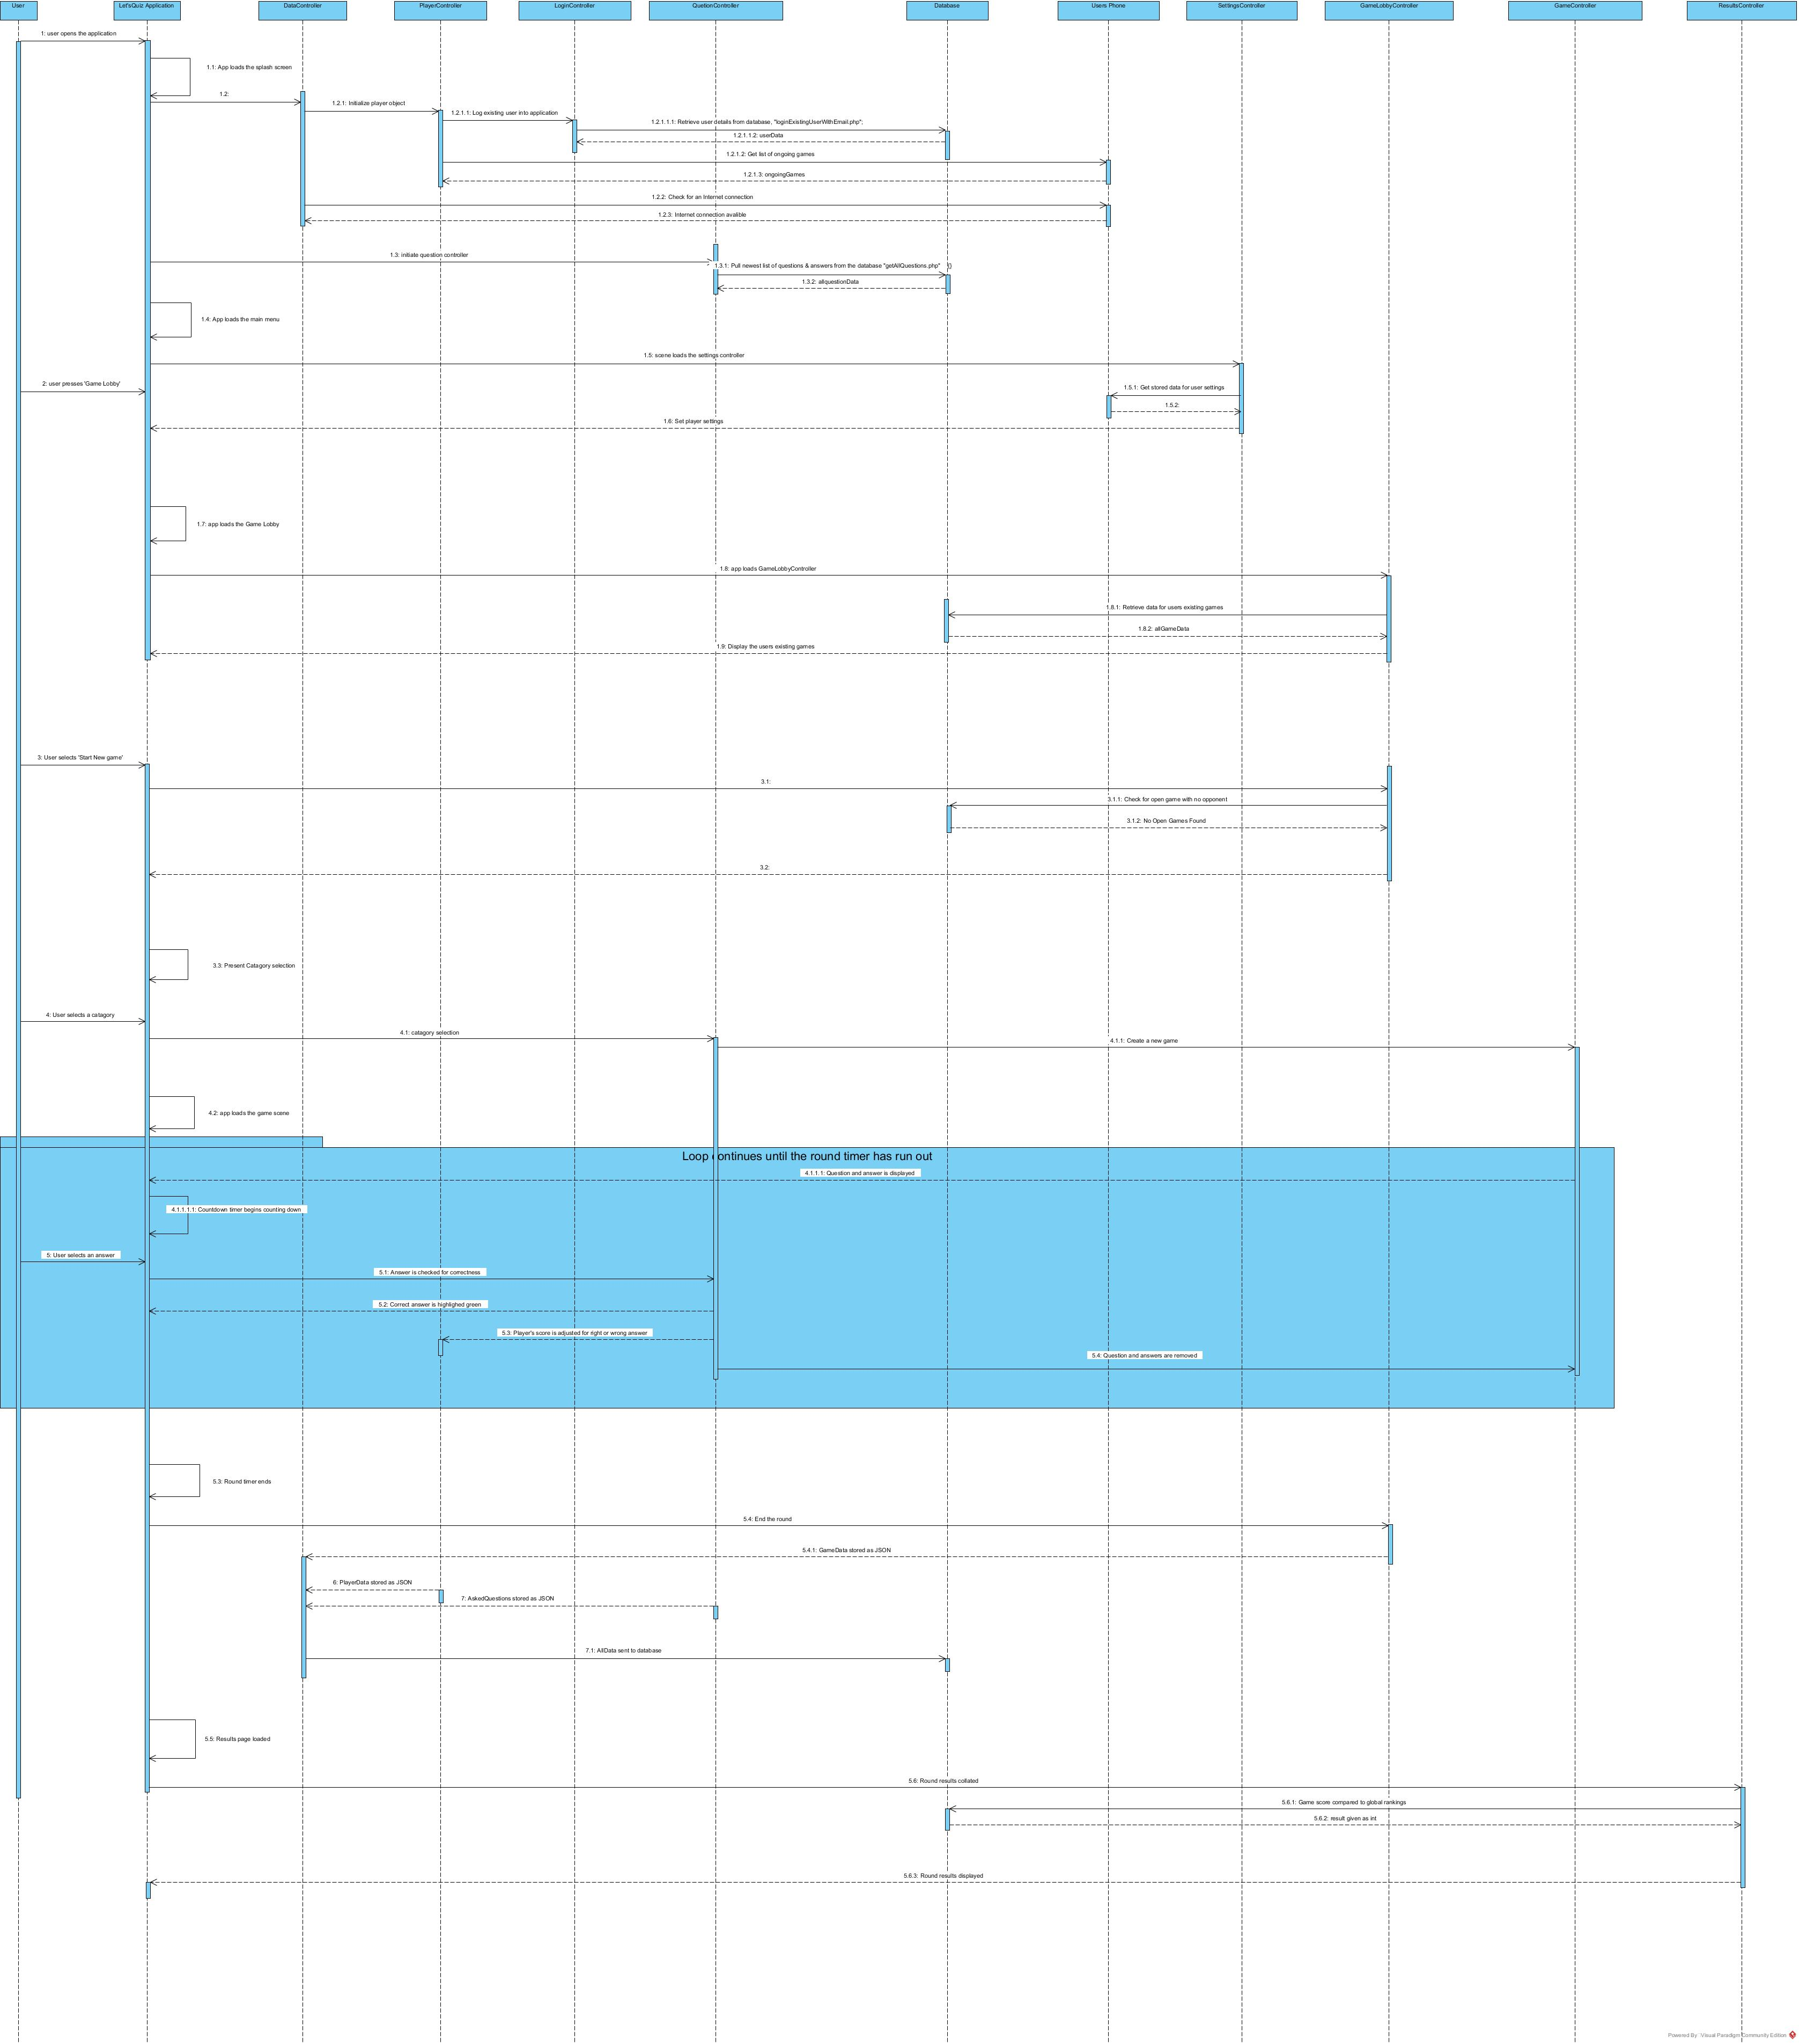 User
Let'sQuiz Application
DataController
PlayerController
LoginController
QuetionController
Database
Users Phone
SettingsController
GameLobbyController
GameController
ResultsController
1: user opens the application
1.1: App loads the splash screen
1.2:
1.2.1: Initialize player object
1.2.1.1: Log existing user into application
1.2.1.1.1: Retrieve user details from database, "loginExistingUserWithEmail.php";
1.2.1.1.2: userData
1.2.1.2: Get list of ongoing games
1.2.1.3: ongoingGames
1.2.2: Check for an Internet connection
1.2.3: Internet connection avalible
1.3: initiate question controller
1.3.1: Pull newest list of questions & answers from the database "getAllQuestions.php"
1.3.2: allquestionData
1.4: App loads the main menu
1.5: scene loads the settings controller
2: user presses 'Game Lobby'
1.5.1: Get stored data for user settings
1.5.2:
1.6: Set player settings
1.7: app loads the Game Lobby
1.8: app loads GameLobbyController
1.8.1: Retrieve data for users existing games
1.8.2: allGameData
1.9: Display the users existing games
3: User selects 'Start New game'
3.1:
3.1.1: Check for open game with no opponent
3.1.2: No Open Games Found
3.2:
3.3: Present Catagory selection
4: User selects a catagory
4.1: catagory selection
4.1.1: Create a new game
4.2: app loads the game scene
Loop continues until the round timer has run out
4.1.1.1: Question and answer is displayed
4.1.1.1.1: Countdown timer begins counting down
5: User selects an answer
5.1: Answer is checked for correctness
5.2: Correct answer is highlighed green
5.3: Player's score is adjusted for right or wrong answer
5.4: Question and answers are removed
5.3: Round timer ends
5.4: End the round
5.4.1: GameData stored as JSON
6: PlayerData stored as JSON
7: AskedQuestions stored as JSON
7.1: AllData sent to database
5.5: Results page loaded
5.6: Round results collated
5.6.1: Game score compared to global rankings
5.6.2: result given as int
5.6.3: Round results displayed
Powered By Visual Paradigm Community Edition